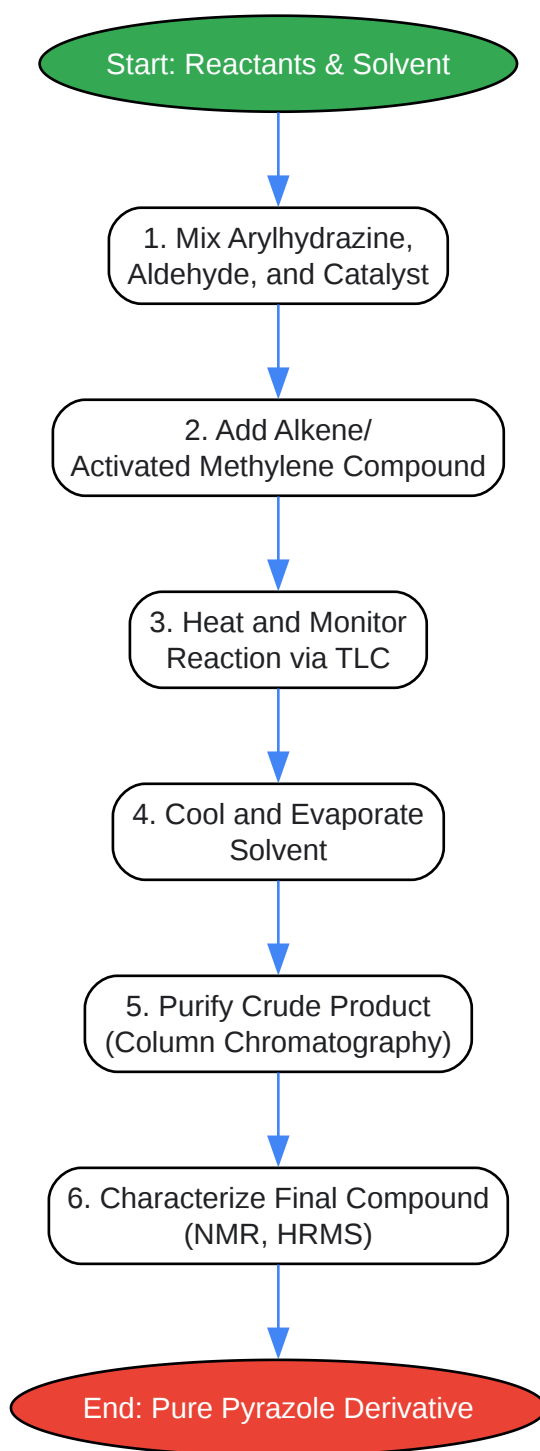 Start: Reactants & Solvent
1. Mix Arylhydrazine,
Aldehyde, and Catalyst
2. Add Alkene/
Activated Methylene Compound
3. Heat and Monitor
Reaction via TLC
4. Cool and Evaporate
Solvent
5. Purify Crude Product
(Column Chromatography)
6. Characterize Final Compound
(NMR, HRMS)
End: Pure Pyrazole Derivative